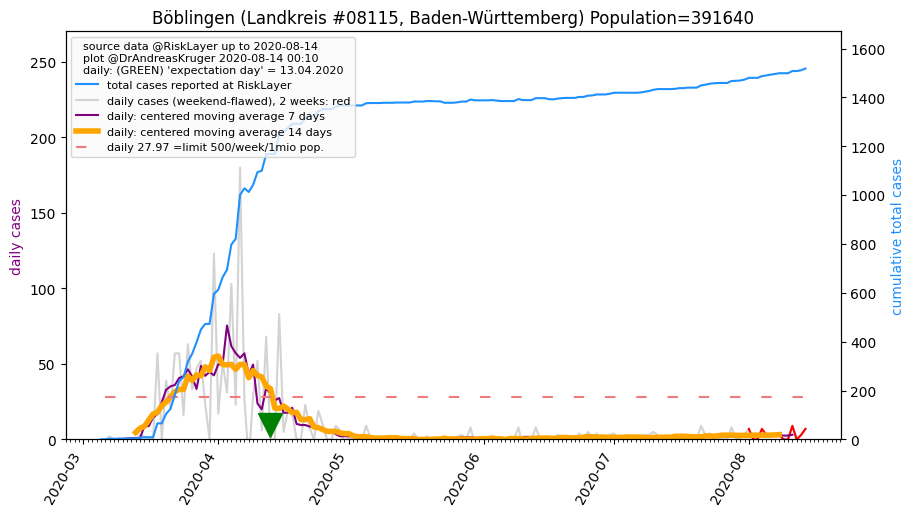 Böblingen (Landkreis #08115, Baden-Württemberg) Population=391640
source data @RiskLayer up to 2020-08-14
plot @DrAndreasKruger 2020-08-14 00:10
daily: (GREEN) 'expectation day' = 13.04.2020
total cases reported at RiskLayer
daily cases (weekend-flawed), 2 weeks: red
daily: centered moving average 7 days
daily: centered moving average 14 days
daily 27.97 =limit 500/week/1mio pop.
daily cases
250
200
150
100
50
0
cumulative total cases
1600
1400
1200
1000
800
600
400
200
0
2020-03
2020-04
2020-05
2020-06
2020-07
2020-08